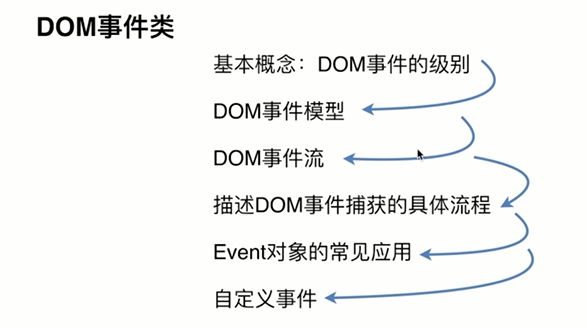 DOM事件类
基本概念：DOM事件的级别
DOM事件模型
DOM事件流
描述DOM事件捕获的具体流程
Event对象的常见应用
自定义事件